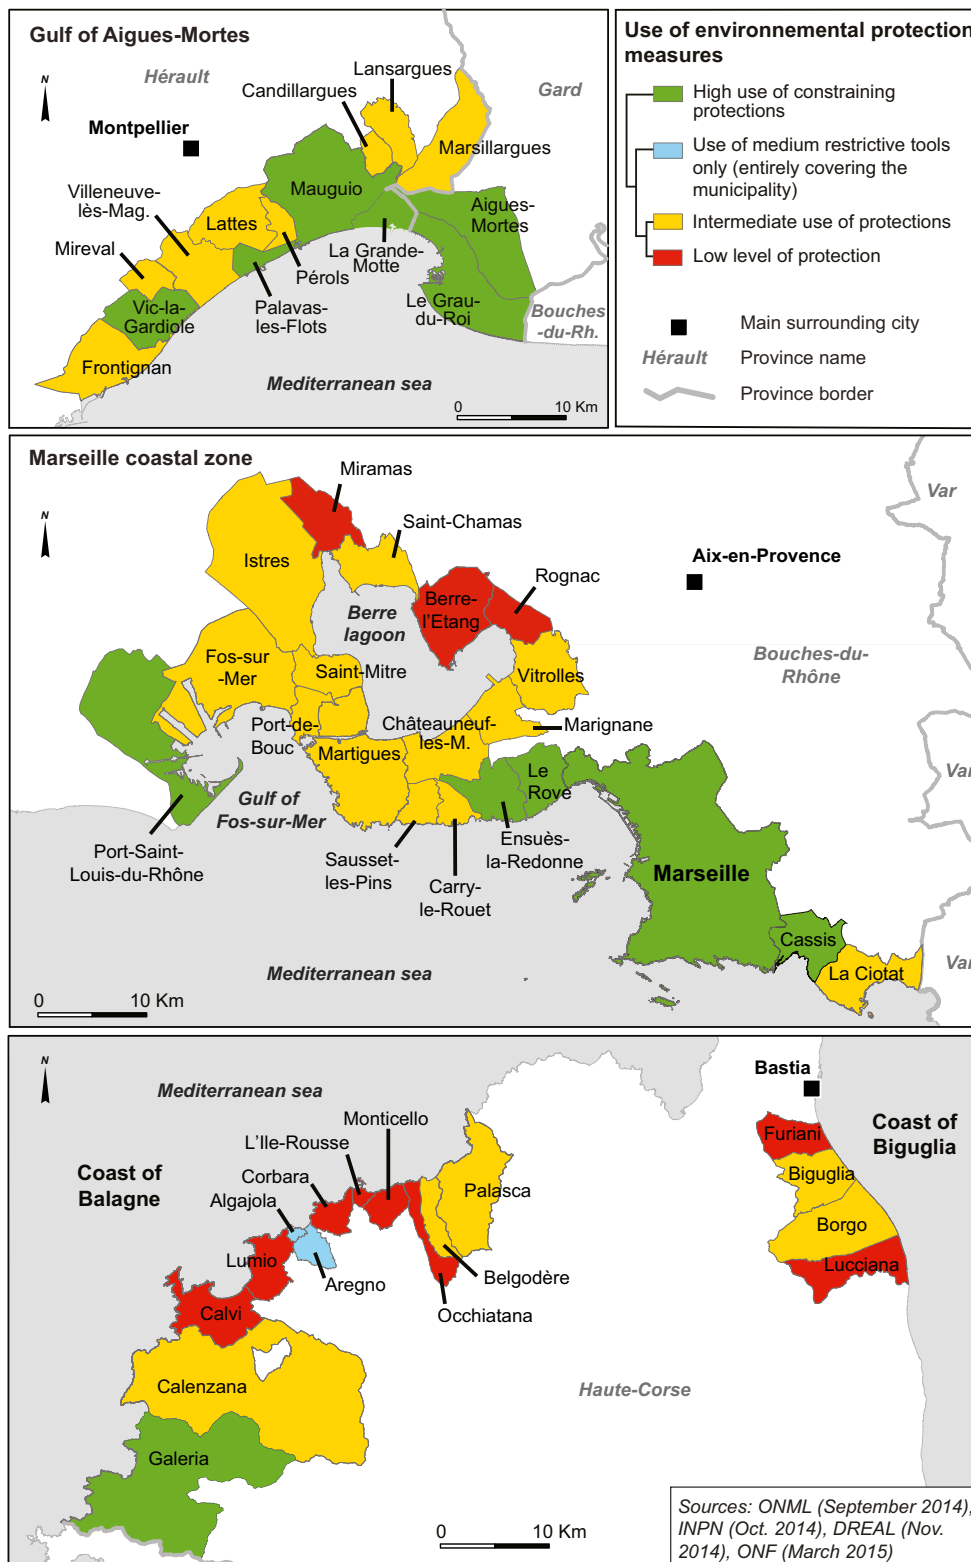 Gulf of Aigues-Mortes
N
Hérault
Gard
Lansargues
Candillargues
Montpellier
Marsillargues
Mauguio
Villeneuve-
lès-Mag.
Aigues-
Mortes
Lattes
Mireval
La Grande-
Motte
Pérols
Vic-la-
Gardiole
Palavas-
les-Flots
Le Grau-
du-Roi
Bouches
-du-Rh.
Frontignan
Mediterranean sea
0
10 Km
Use of environnemental protection
measures
High use of constraining
protections
Use of medium restrictive tools
only (entirely covering the
municipality)
Intermediate use of protections
Low level of protection
Main surrounding city
Hérault
Province name
Province border
Marseille coastal zone
N
Miramas
Var
Saint-Chamas
Istres
Aix-en-Provence
Rognac
Berre-
l'Etang
Berre
lagoon
Bouches-du-
Rhône
Fos-sur
-Mer
Saint-Mitre
Vitrolles
Port-de-
Bouc
Châteauneuf-
les-M.
Marignane
Martigues
Le
Rove
Var
Gulf of
Fos-sur-Mer
Ensuès-
la-Redonne
Port-Saint-
Louis-du-Rhône
Sausset-
les-Pins
Carry-
le-Rouet
Marseille
Cassis
Var
La Ciotat
Mediterranean sea
0
10 Km
N
Bastia
Mediterranean sea
Monticello
Coast of
Biguglia
Furiani
L'Ile-Rousse
Coast of
Balagne
Corbara
Biguglia
Palasca
Algajola
Borgo
Lumio
Lucciana
Aregno
Belgodère
Calvi
Occhiatana
Calenzana
Haute-Corse
Galeria
0
10 Km
Sources: ONML (September 2014),
INPN (Oct. 2014), DREAL (Nov.
2014), ONF (March 2015)